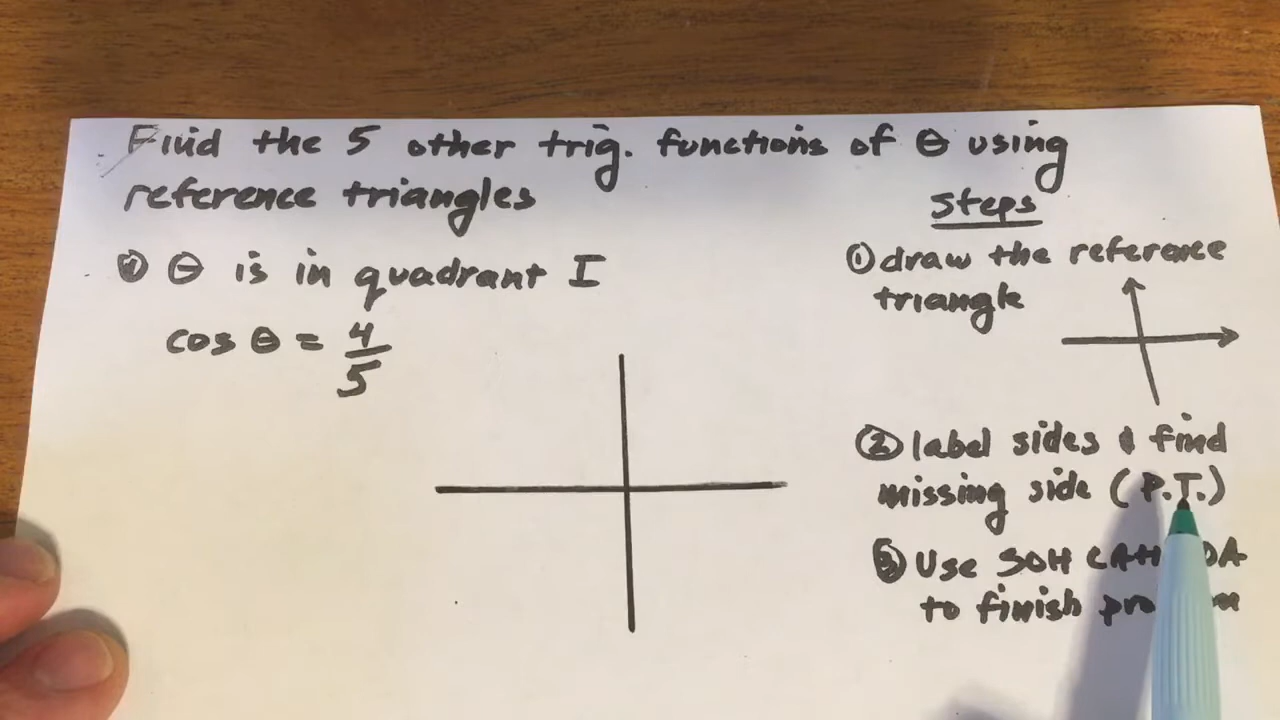 Find the 5 other trig. functions of θ using
reference triangles
① θ is in quadrant I
cos θ = 4/5
Steps
① draw the reference
triangle
② label sides & find
missing side (P.T.)
③ Use SOH
to finish